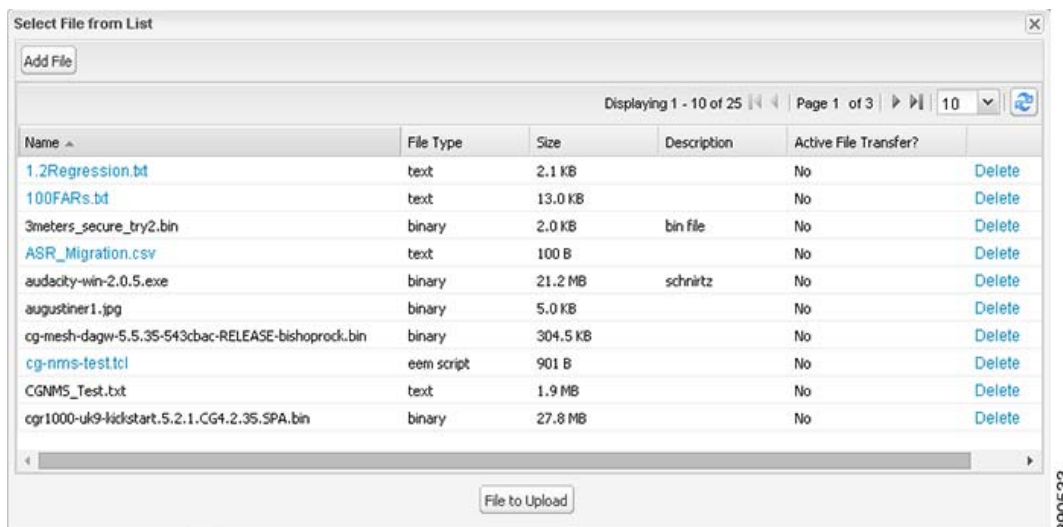 Select File from List
Add File
Displaying 1 - 10 of 25 Page 1 of 3 10
Name File Type Size Description Active File Transfer?
1.2Regression.txt text 2.1 KB No Delete
100FARs.txt text 13.0 KB No Delete
3meters_secure_try2.bin binary 2.0 KB bin file No Delete
ASR_Migration.csv text 100 B No Delete
audacity-win-2.0.5.exe binary 21.2 MB schnirtz No Delete
augustiner1.jpg binary 5.0 KB No Delete
cg-mesh-dagw-5.5.35-543cbac-RELEASE-bishoprock.bin binary 304.5 KB No Delete
cg-nms-test.tcl eem script 901 B No Delete
CGNMS_Test.txt text 1.9 MB No Delete
cgr1000-uk9-kickstart.5.2.1.CG4.2.35.SPA.bin binary 27.8 MB No Delete
File to Upload